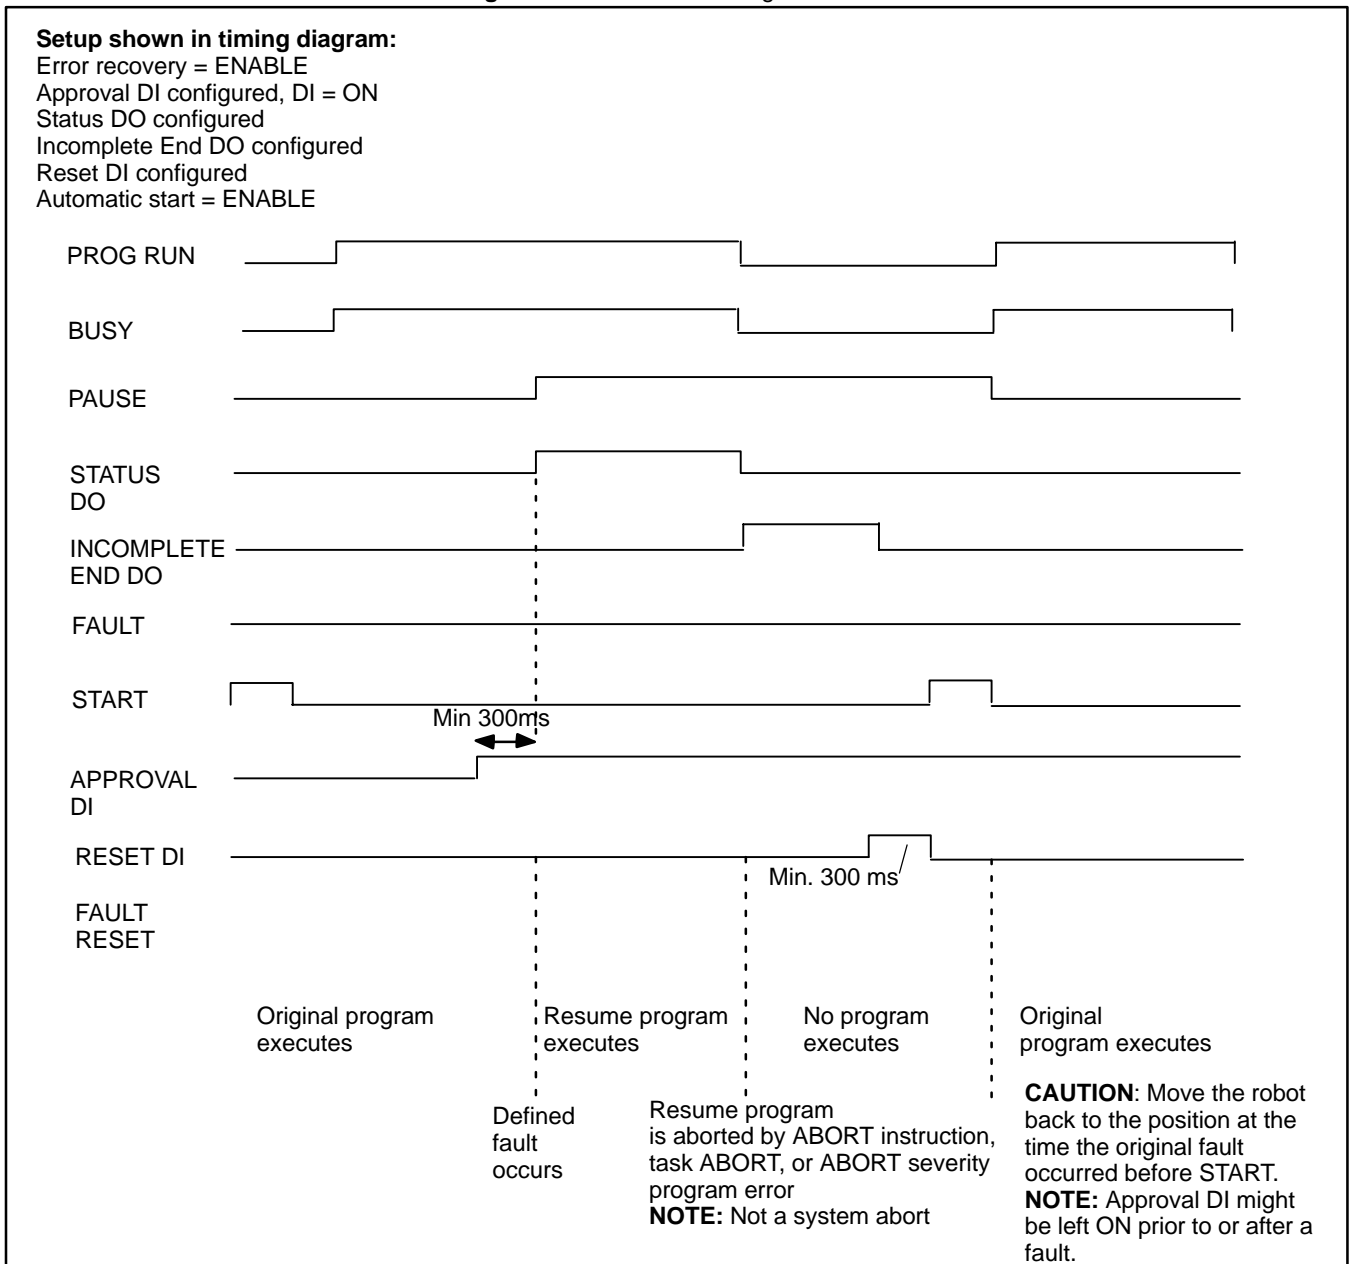 Setup shown in timing diagram:
Error recovery = ENABLE
Approval DI configured, DI = ON
Status DO configured
Incomplete End DO configured
Reset DI configured
Automatic start = ENABLE
PROG RUN
BUSY
PAUSE
STATUS
DO
INCOMPLETE
END DO
FAULT
START
Min 300ms
APPROVAL
DI
RESET DI
Min. 300 ms
FAULT
RESET
Original program
executes
Resume program
executes
No program
executes
Original
program executes
Defined
fault
occurs
Resume program
is aborted by ABORT instruction,
task ABORT, or ABORT severity
program error
NOTE: Not a system abort
CAUTION: Move the robot
back to the position at the
time the original fault
occurred before START.
NOTE: Approval DI might
be left ON prior to or after a
fault.